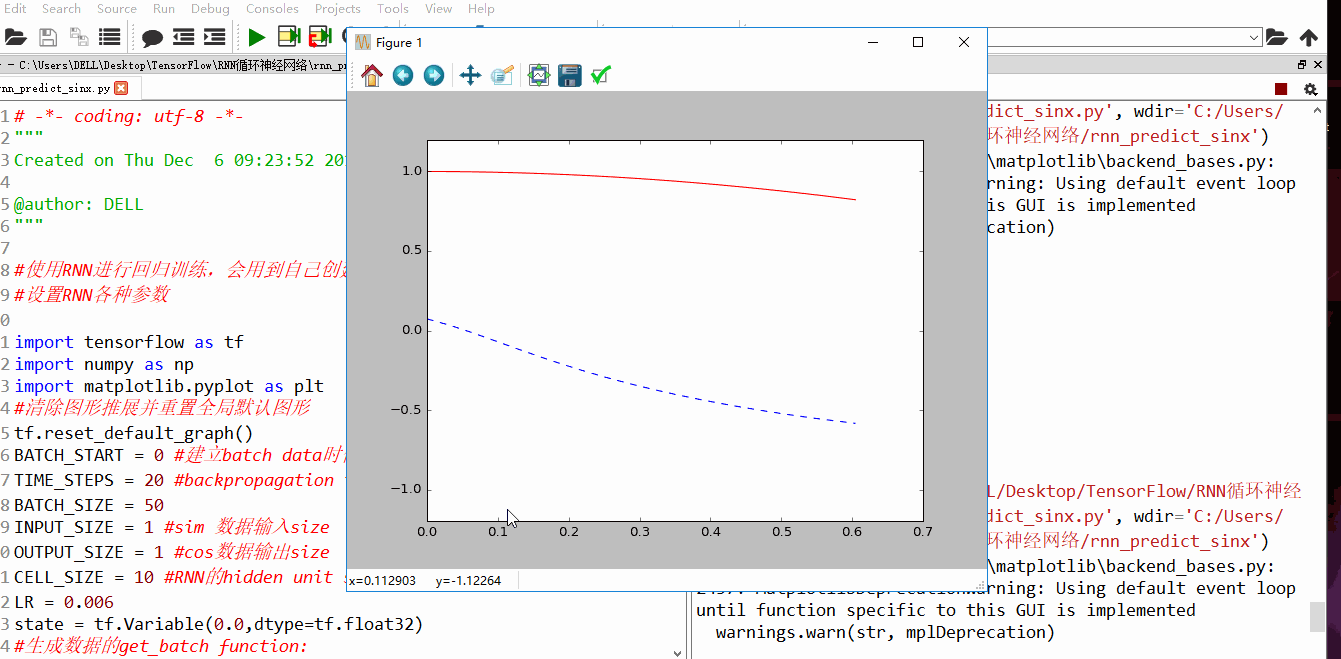 Edit Search Source Run Debug Consoles Projects Tools View Help
- C:\Users\DELL\Desktop\TensorFlow\RNN循环神经网络\rnn_pr
rnn_predict_sinx.py
1 # -*- coding: utf-8 -*-
2 """
3 Created on Thu Dec  6 09:23:52 20
4
5 @author: DELL
6 """
7
8 #使用RNN进行回归训练，会用到自己创
9 #设置RNN各种参数
0
1 import tensorflow as tf
2 import numpy as np
3 import matplotlib.pyplot as plt
4 #清除图形推展并重置全局默认图形
5 tf.reset_default_graph()
6 BATCH_START = 0 #建立batch data时
7 TIME_STEPS = 20 #backpropagation
8 BATCH_SIZE = 50
9 INPUT_SIZE = 1 #sim 数据输入size
0 OUTPUT_SIZE = 1 #cos数据输出size
1 CELL_SIZE = 10 #RNN的hidden unit
2 LR = 0.006
3 state = tf.Variable(0.0,dtype=tf.float32)
4 #生成数据的get_batch function:
Figure 1
1.0
0.5
0.0
−0.5
−1.0
0.0 0.1 0.2 0.3 0.4 0.5 0.6 0.7
x=0.112903 y=-1.12264
dict_sinx.py', wdir='C:/Users/
环神经网络/rnn_predict_sinx')
\matplotlib\backend_bases.py:
rning: Using default event loop
is GUI is implemented
cation)
L/Desktop/TensorFlow/RNN循环神经
dict_sinx.py', wdir='C:/Users/
环神经网络/rnn_predict_sinx')
\matplotlib\backend_bases.py:
2437: MatplotlibDeprecationWarning: Using default event loop
until function specific to this GUI is implemented
warnings.warn(str, mplDeprecation)